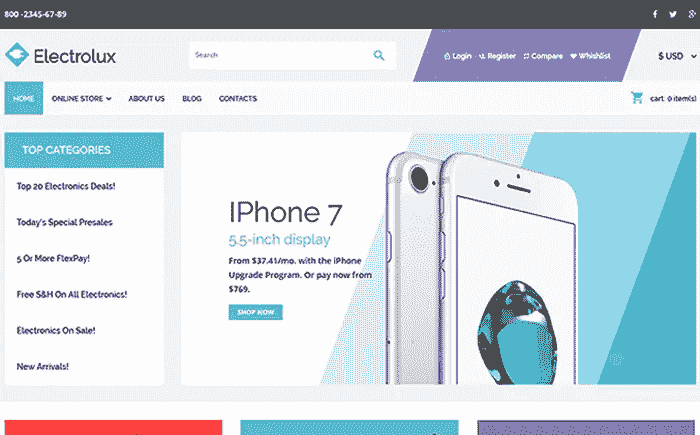 800 -2345-67-89
Electrolux
Search
Login Register Compare Whishlist
$ USD
HOME ONLINE STORE ABOUT US BLOG CONTACTS
cart: 0 item(s)
TOP CATEGORIES
Top 20 Electronics Deals!
Today's Special Presales
5 Or More FlexPay!
Free S&H On All Electronics!
Electronics On Sale!
New Arrivals!
IPhone 7
5.5-inch display
From $37.41/mo. with the iPhone
Upgrade Program. Or pay now from
$769.
SHOP NOW